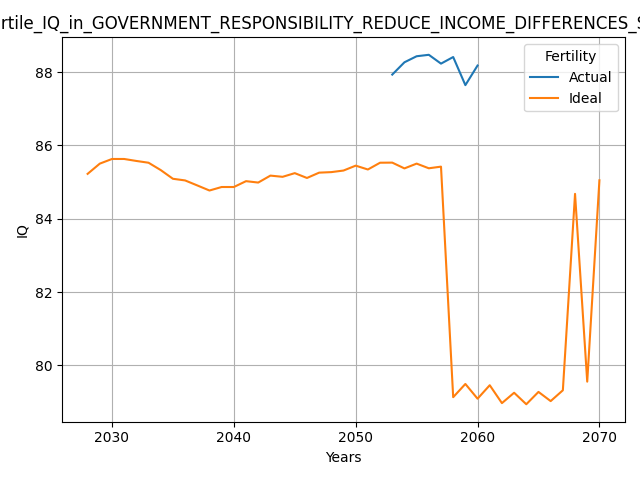 rtile_IQ_in_GOVERNMENT_RESPONSIBILITY_REDUCE_INCOME_DIFFERENCES_S
Fertility
Actual
Ideal
88
86
84
82
80
IQ
2030 2040 2050 2060 2070
Years